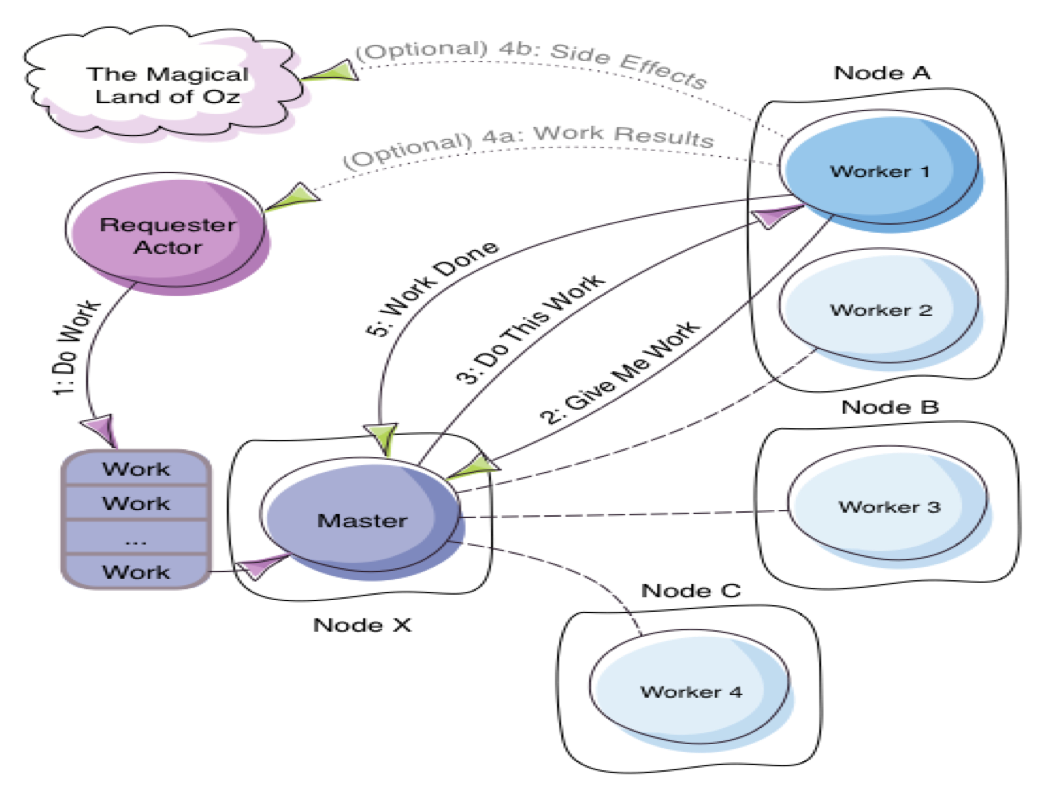 The Magical
Land of Oz
(Optional) 4b: Side Effects
Node A
(Optional) 4a: Work Results
Worker 1
Requester
Actor
5: Work Done
3: Do This Work
2: Give Me Work
Worker 2
1: Do Work
Node B
Work
Work
...
Work
Master
Worker 3
Node X
Node C
Worker 4